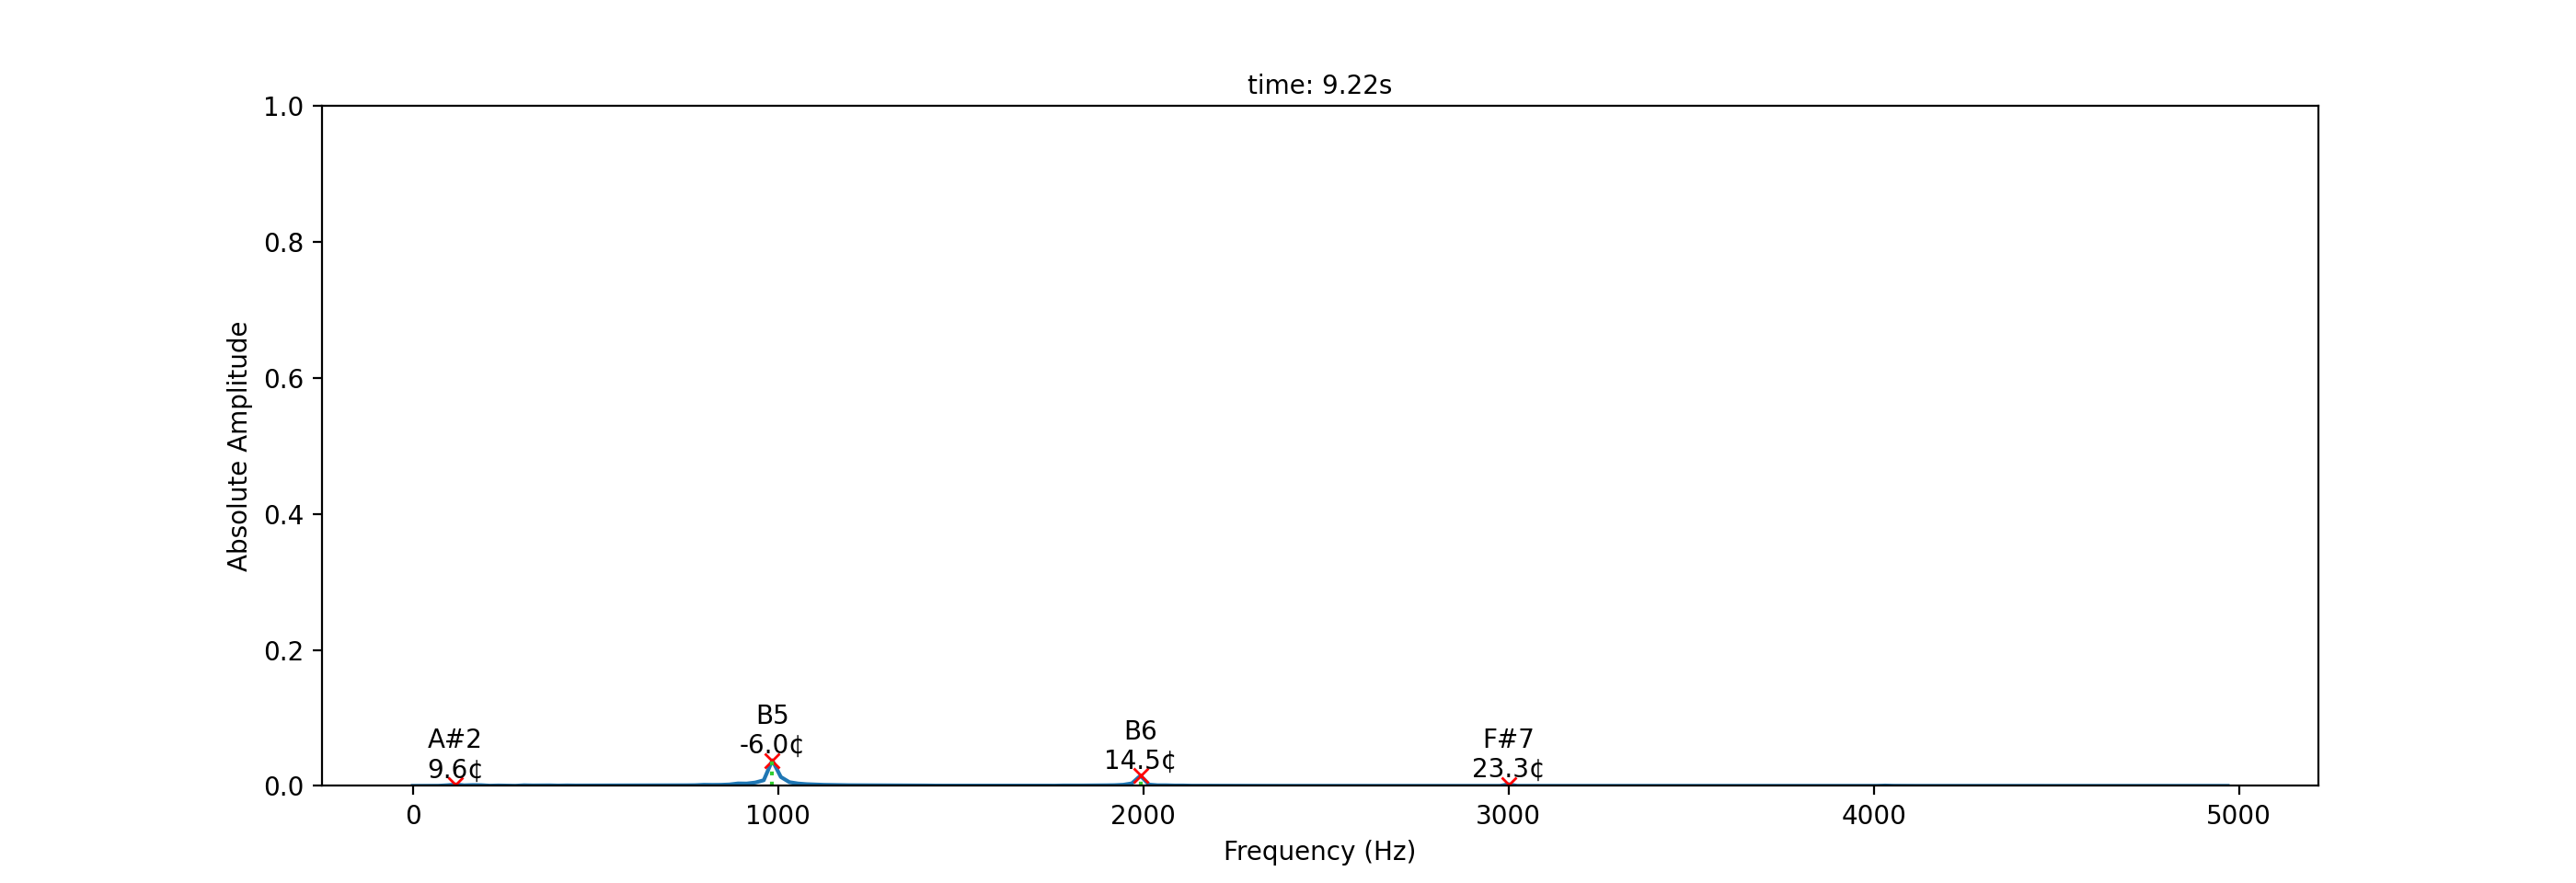 time: 9.22s
1.0
0.8
0.6
0.4
0.2
0.0
Absolute Amplitude
A#2
9.6¢
B5
-6.0¢
B6
14.5¢
F#7
23.3¢
0 1000 2000 3000 4000 5000
Frequency (Hz)